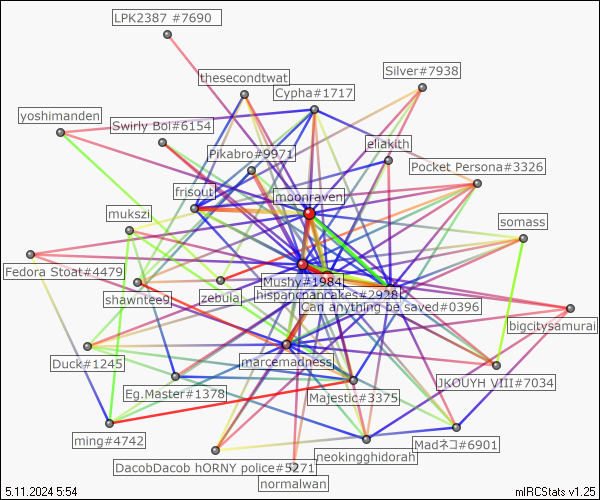 LPK2387 #7690
thesecondtwat
Silver#7938
Cypha#1717
yoshimanden
Swirly Boi#6154
eliakith
Pikabro#9971
Pocket Persona#3326
frisout
moonraven
mukszi
somass
Fedora Stoat#4479
Mushy#1984
hispancpancakes#2928
shawntee9
zebula
Can anything be saved#0396
bigcitysamurai
Duck#1245
marcemadness
JKOUYH VIII#7034
Eg.Master#1378
Majestic#3375
ming#4742
Madネコ#6901
neokingghidorah
DacobDacob hORNY police#5271
normalwan
5.11.2024 5:54
mIRCStats v1.25